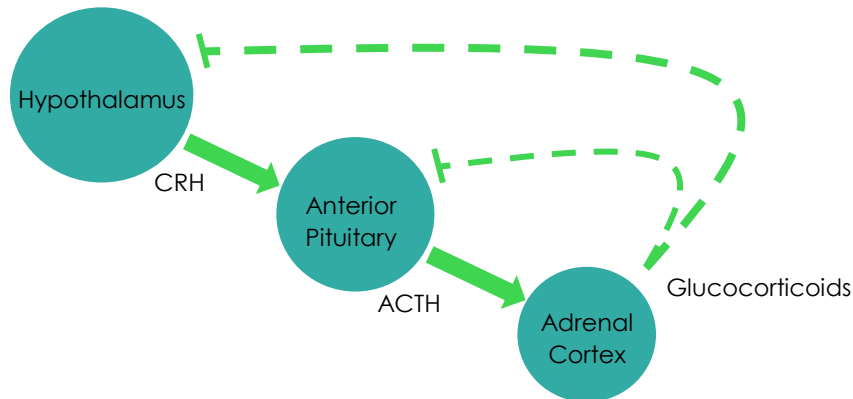 Hypothalamus
CRH
Anterior
Pituitary
ACTH
Glucocorticoids
Adrenal
Cortex